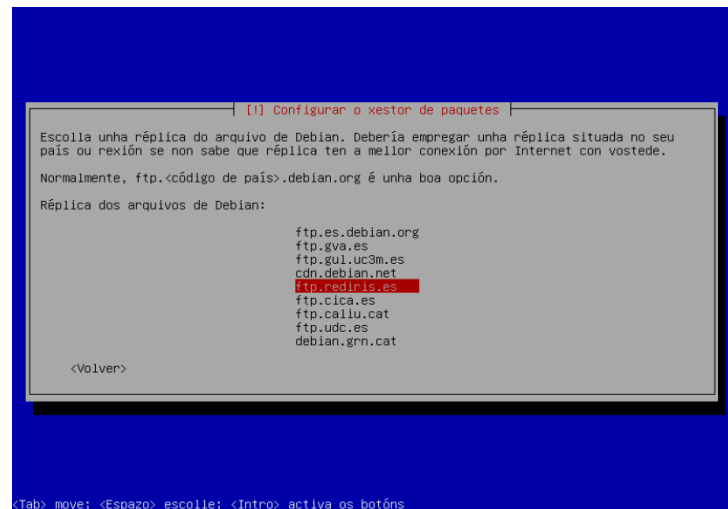 [!] Configurar o xestor de paquetes
Escolla unha réplica do arquivo de Debian. Debería empregar unha réplica situada no seu
país ou rexión se non sabe que réplica ten a mellor conexión por Internet con vostede.
Normalmente, ftp.<código de país>.debian.org é unha boa opción.
Réplica dos arquivos de Debian:
ftp.es.debian.org
ftp.gva.es
ftp.gul.uc3m.es
cdn.debian.net
ftp.rediris.es
ftp.cica.es
ftp.caliu.cat
ftp.udc.es
debian.grn.cat
<Volver>
<Tab> move; <Espazo> escolle; <Intro> activa os botóns